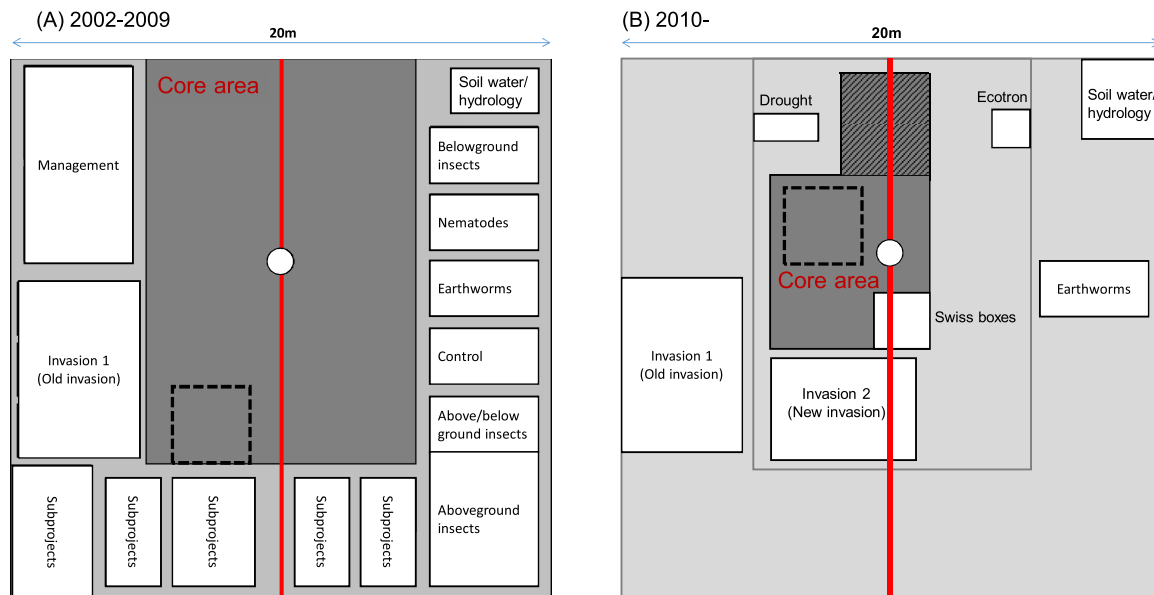 (A) 2002-2009
20m
Core area
Management
Soil water/
hydrology
Belowground
insects
Nematodes
Earthworms
Invasion 1
(Old invasion)
Control
Above/below
ground insects
Aboveground
insects
Subprojects
Subprojects
Subprojects
Subprojects
Subprojects
(B) 2010-
20m
Drought
Ecotron
Soil water/
hydrology
Core area
Earthworms
Swiss boxes
Invasion 1
(Old invasion)
Invasion 2
(New invasion)